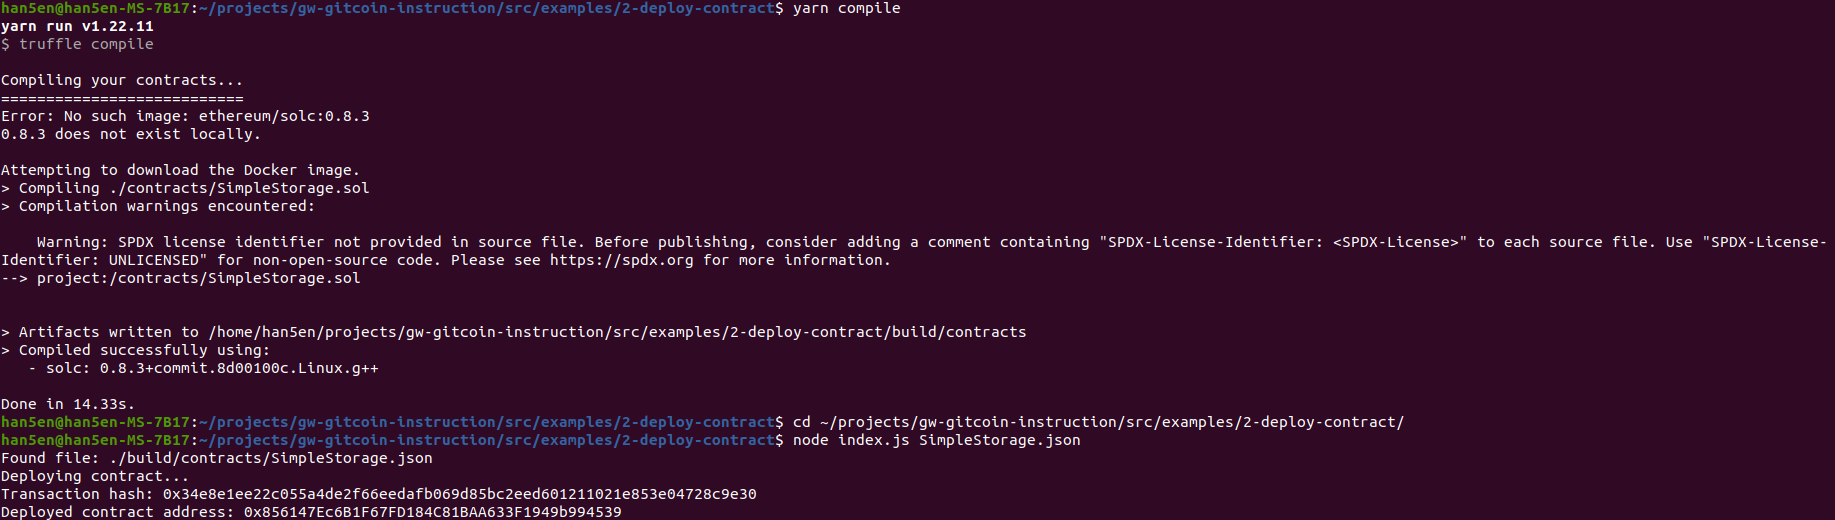 han5en@han5en-MS-7B17:~/projects/gw-gitcoin-instruction/src/examples/2-deploy-contract$ yarn compile
yarn run v1.22.11
$ truffle compile
Compiling your contracts...
===========================
Error: No such image: ethereum/solc:0.8.3
0.8.3 does not exist locally.
Attempting to download the Docker image.
> Compiling ./contracts/SimpleStorage.sol
> Compilation warnings encountered:
    Warning: SPDX license identifier not provided in source file. Before publishing, consider adding a comment containing "SPDX-License-Identifier: <SPDX-License>" to each source file. Use "SPDX-License-
Identifier: UNLICENSED" for non-open-source code. Please see https://spdx.org for more information.
--> project:/contracts/SimpleStorage.sol
> Artifacts written to /home/han5en/projects/gw-gitcoin-instruction/src/examples/2-deploy-contract/build/contracts
> Compiled successfully using:
   - solc: 0.8.3+commit.8d00100c.Linux.g++
Done in 14.33s.
han5en@han5en-MS-7B17:~/projects/gw-gitcoin-instruction/src/examples/2-deploy-contract$ cd ~/projects/gw-gitcoin-instruction/src/examples/2-deploy-contract/
han5en@han5en-MS-7B17:~/projects/gw-gitcoin-instruction/src/examples/2-deploy-contract$ node index.js SimpleStorage.json
Found file: ./build/contracts/SimpleStorage.json
Deploying contract...
Transaction hash: 0x34e8e1ee22c055a4de2f66eedafb069d85bc2eed601211021e853e04728c9e30
Deployed contract address: 0x856147Ec6B1F67FD184C81BAA633F1949b994539